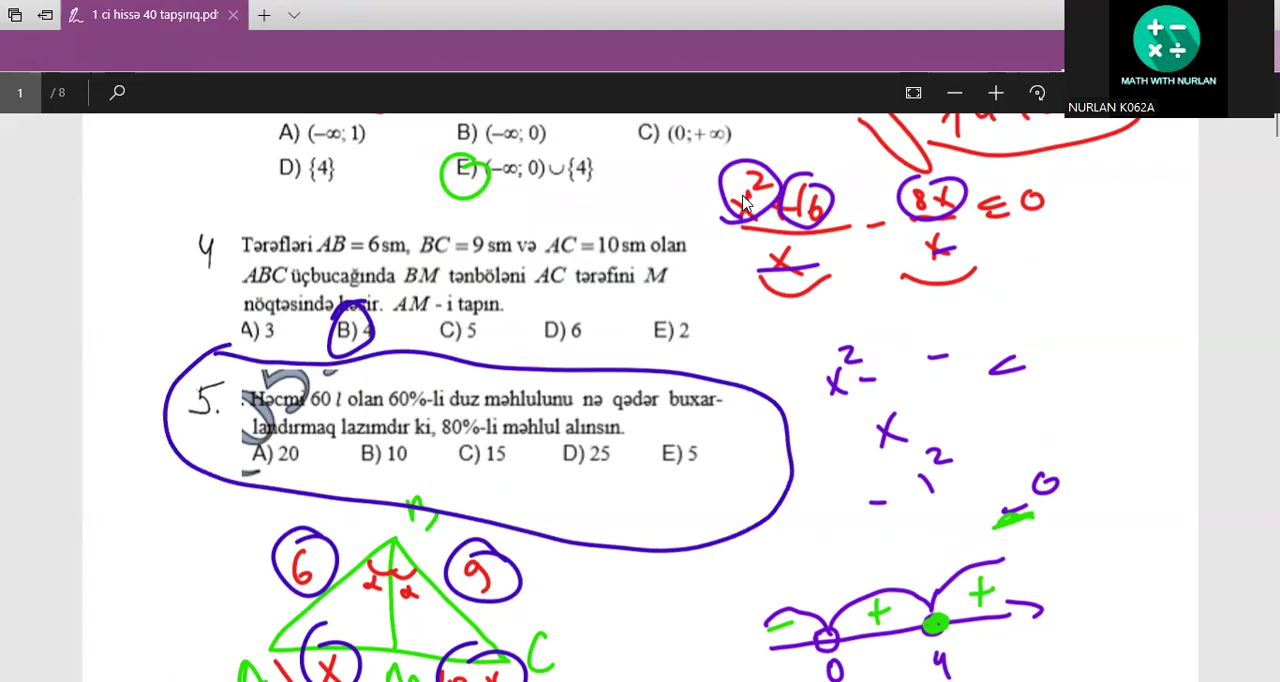 1 ci hissə 40 tapşırıq.pdf
1 / 8
MATH WITH NURLAN
NURLAN K062A
A) (−∞; 1) B) (−∞; 0) C) (0;+∞)
D) {4} E) (−∞; 0)∪{4}
x² 16 - 8x ≤ 0
x x
4 Tərəfləri AB = 6 sm, BC = 9 sm və AC = 10 sm olan
ABC üçbucağında BM tənböləni AC tərəfini M
nöqtəsində kəsir. AM - i tapın.
A) 3 B) 4 C) 5 D) 6 E) 2
5. Həcmi 60 l olan 60%-li duz məhlulunu nə qədər buxar-
landırmaq lazımdır ki, 80%-li məhlul alınsın.
A) 20 B) 10 C) 15 D) 25 E) 5
x² -
x
2
0
6 9
α α
x C
- + +
0 4